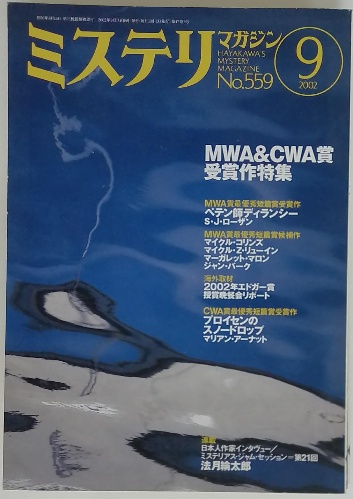 ミステリ
マガジン
HAYAKAWA'S
MYSTERY
MAGAZINE
No.559
9
2002
MWA&CWA賞
受賞作特集
MWA賞最優秀短篇賞受賞作
ペテン師ディランシー
S・J・ローザン
MWA賞最優秀短篇賞候補作
マイクル・コリンズ
マイクル・Z・リューイン
マーガレット・マロン
ジャン・バーク
海外取材
2002年エドガー賞
授賞晩餐会リポート
CWA賞最優秀短篇賞受賞作
プロイセンの
スノードロップ
マリアン・アーナット
連載
日本人作家インタヴュー/
ミステリアス・ジャム・セッション=第21回
法月綸太郎